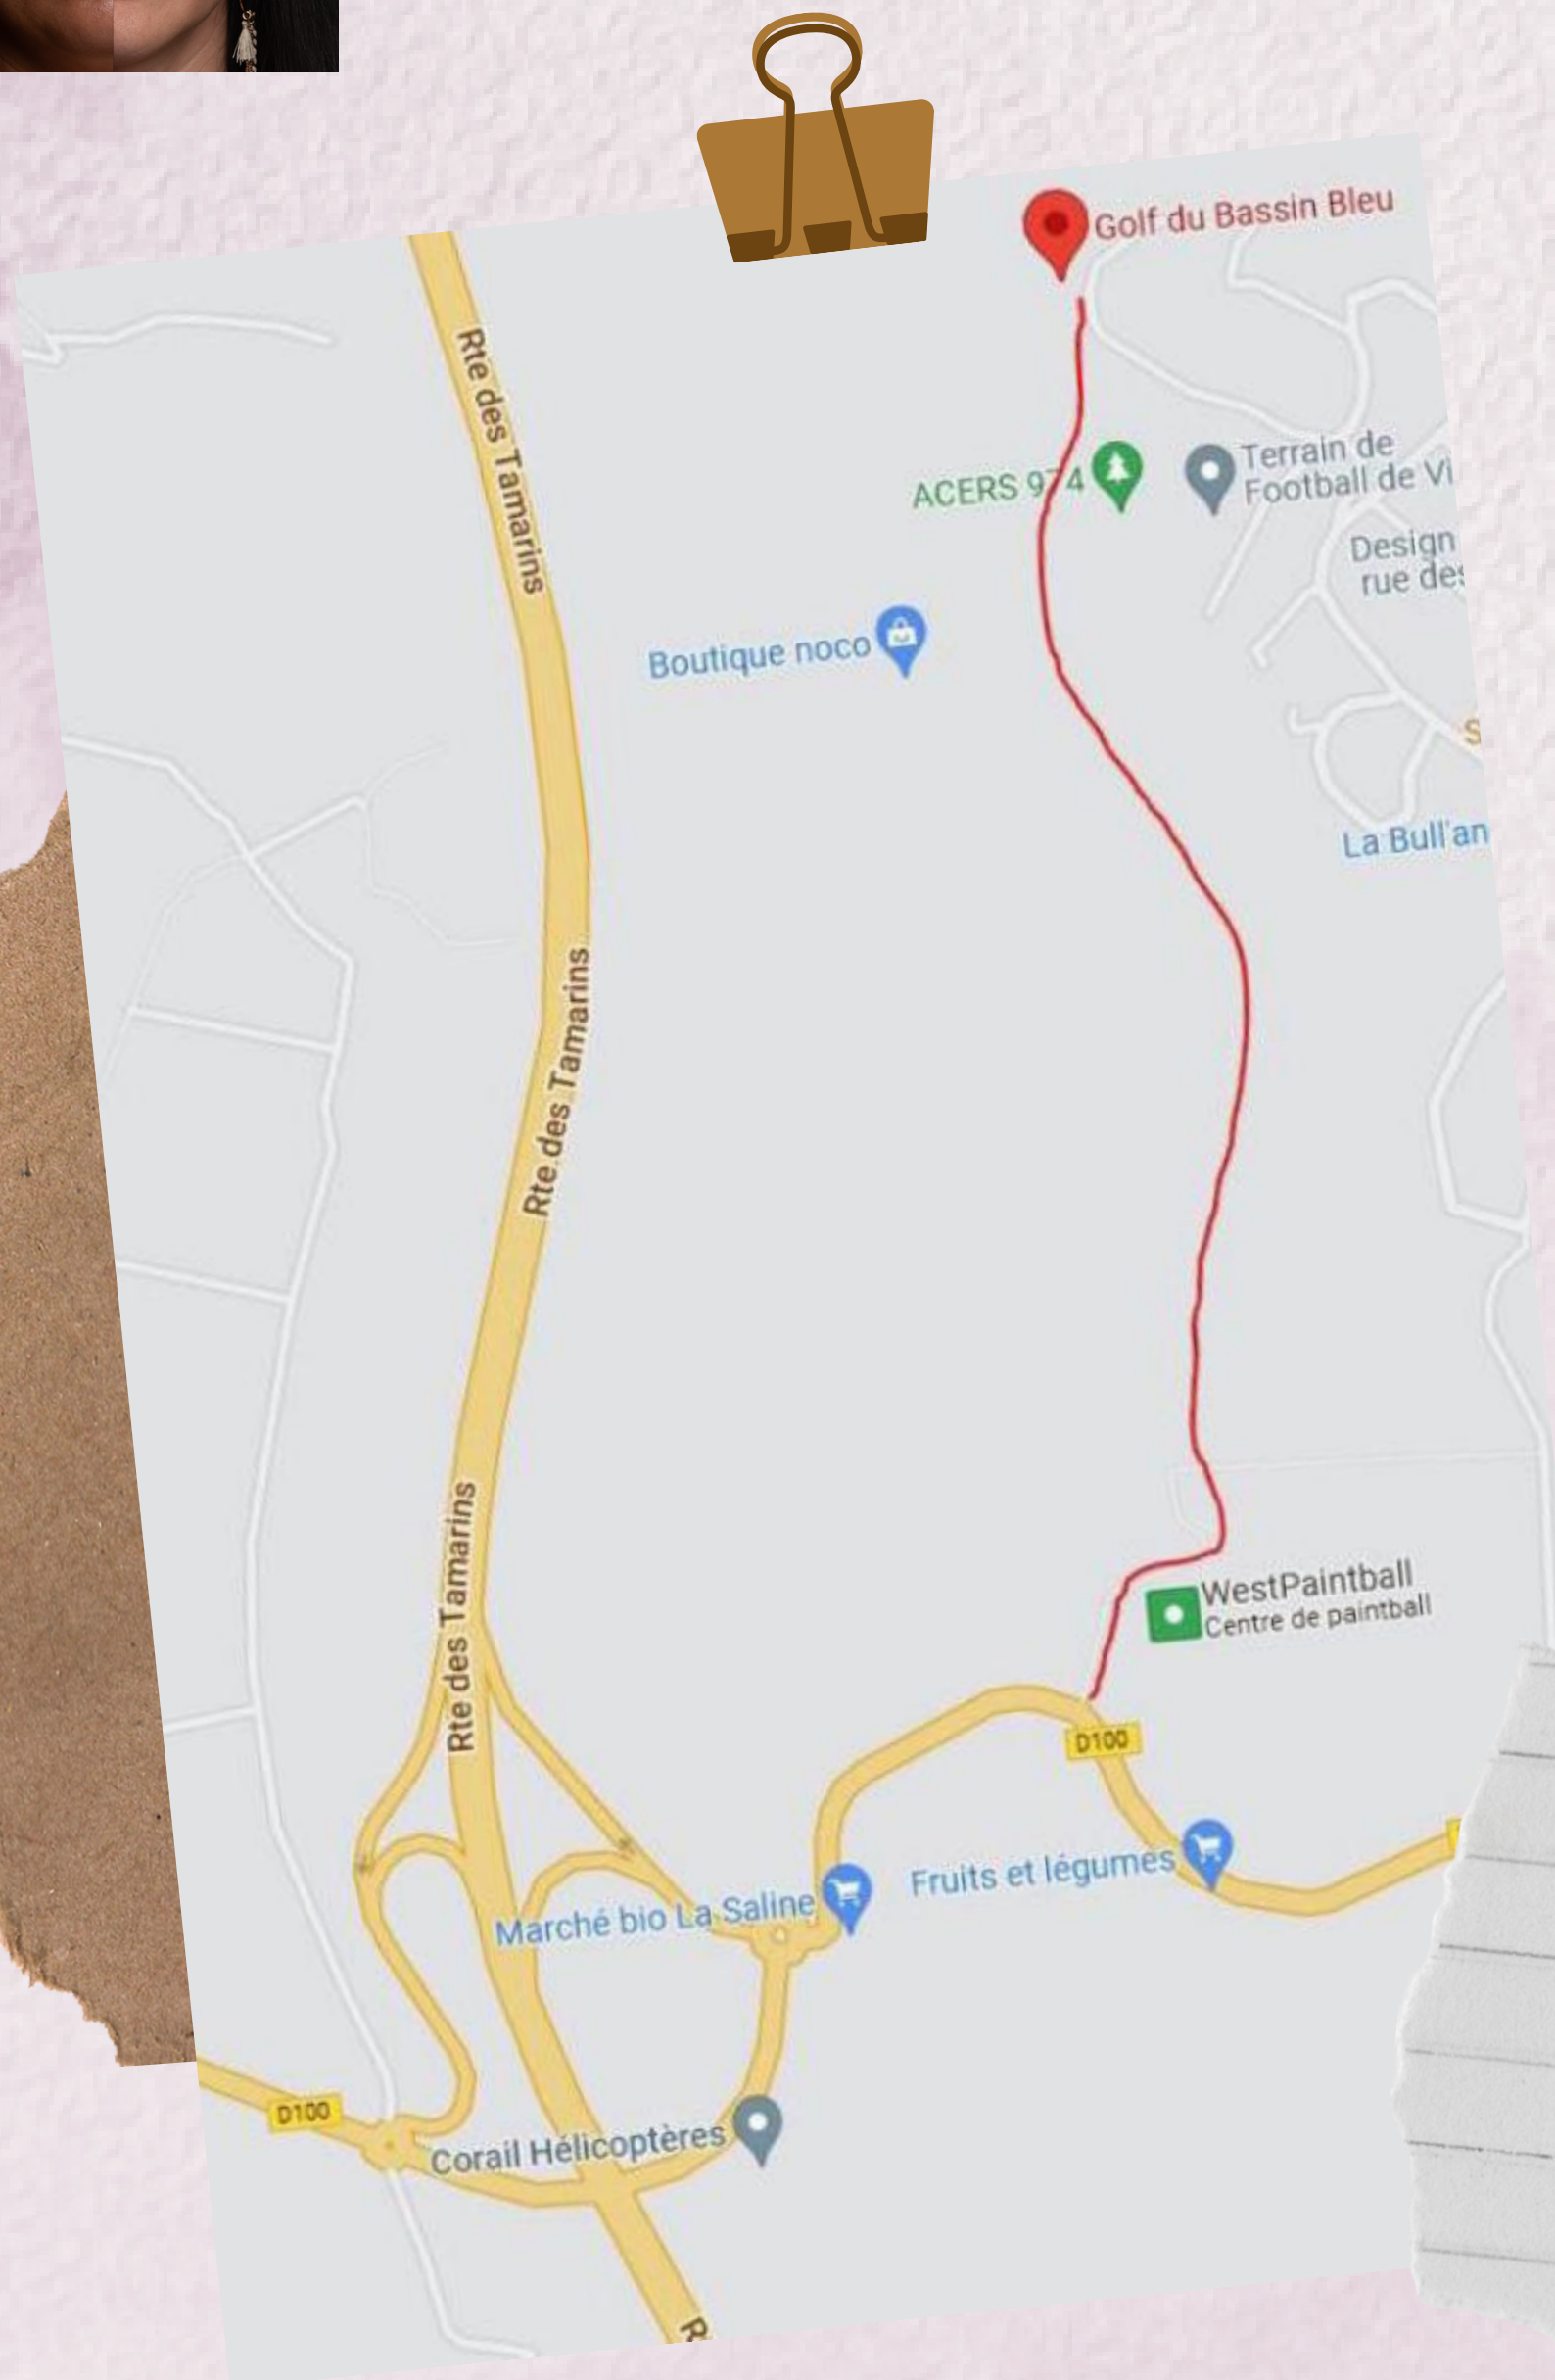 Golf du Bassin Bleu
Rte des Tamarins
Terrain de
Football de Vi
ACERS 9 4
Design
rue des
Boutique noco
S
La Bull'an
Rte des Tamarins
Rte des Tamarins
WestPaintball
Centre de paintball
D100
Fruits et légumes
Marché bio La Saline
D100
Corail Hélicoptères
R